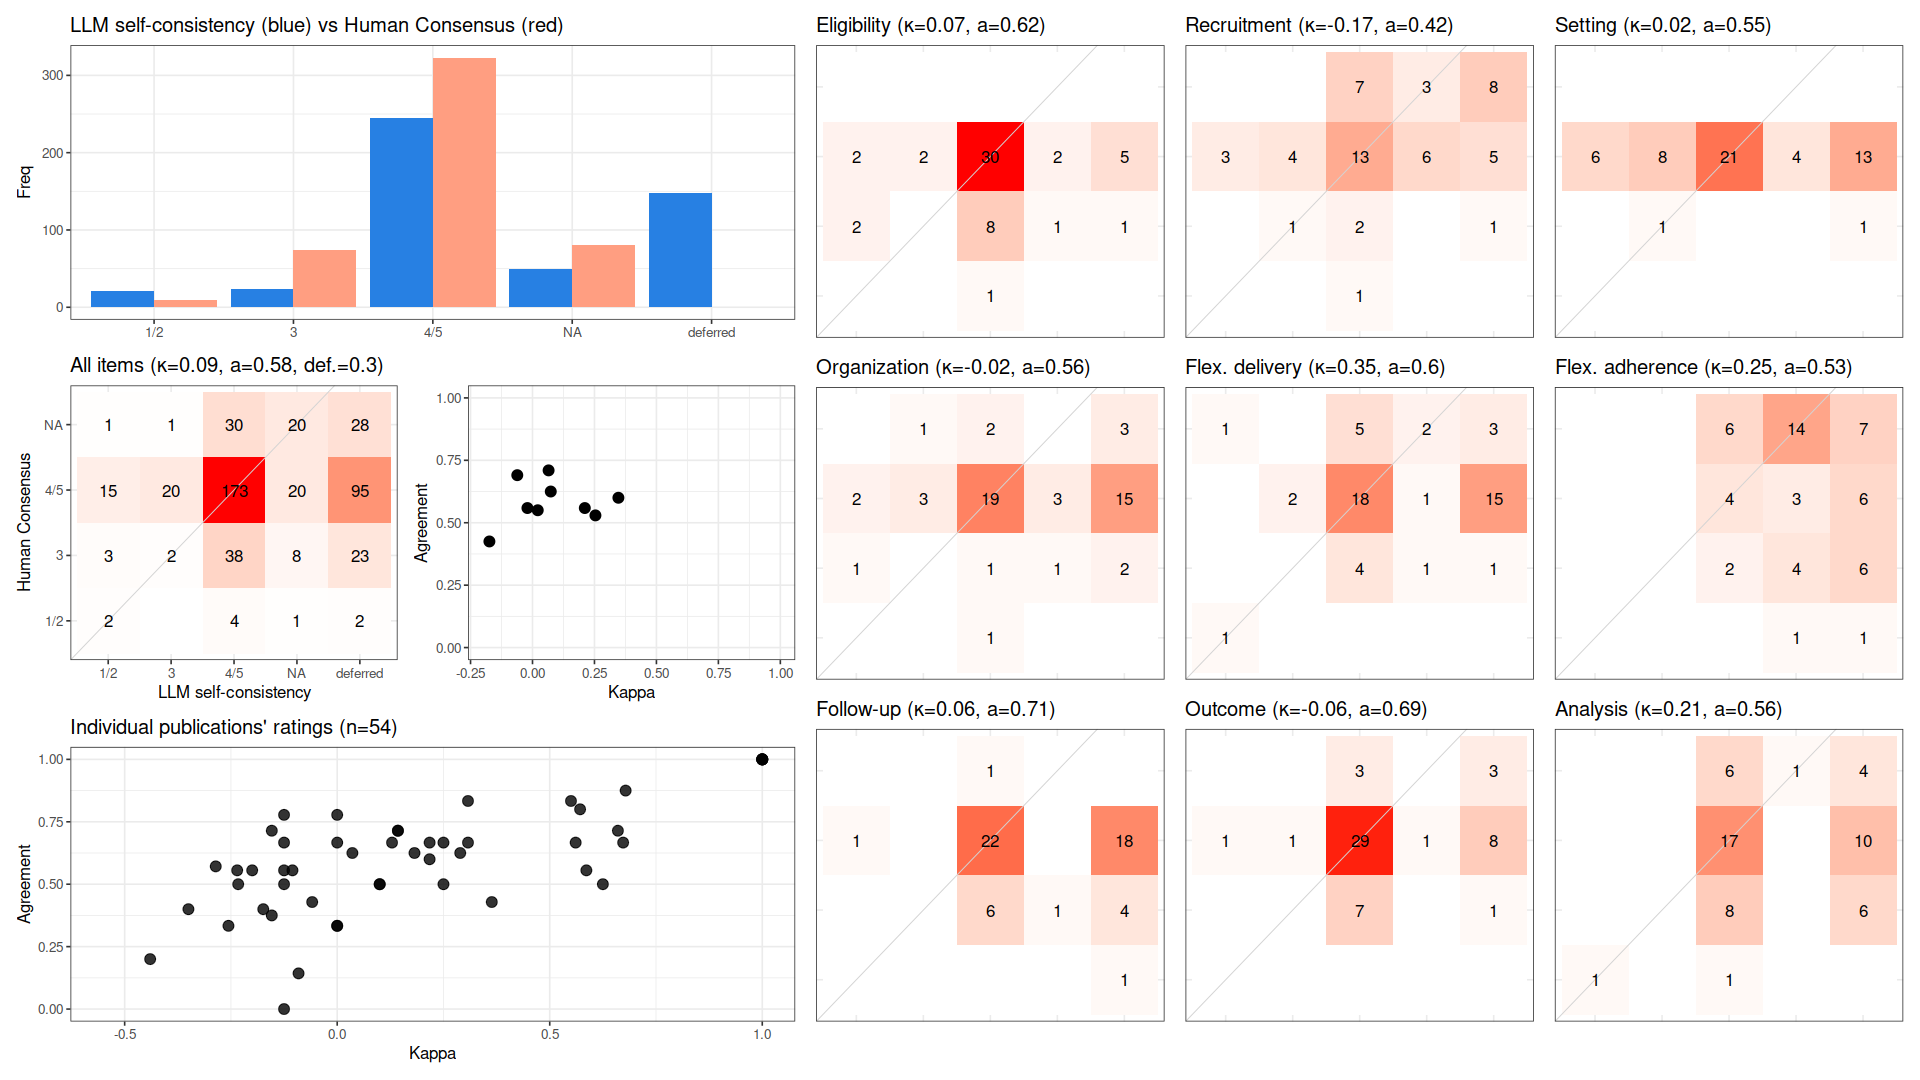 LLM self-consistency (blue) vs Human Consensus (red)
Freq
300
200
100
0
1/2 3 4/5 NA deferred
All items (κ=0.09, a=0.58, def.=0.3)
Human Consensus
NA 1 1 30 20 28
4/5 15 20 173 20 95
3 3 2 38 8 23
1/2 2 4 1 2
1/2 3 4/5 NA deferred
LLM self-consistency
Agreement
1.00
0.75
0.50
0.25
0.00
-0.25 0.00 0.25 0.50 0.75 1.00
Kappa
Individual publications' ratings (n=54)
Agreement
1.00
0.75
0.50
0.25
0.00
-0.5 0.0 0.5 1.0
Kappa
Eligibility (κ=0.07, a=0.62)
2 2 30 2 5
2 8 1 1
1
Recruitment (κ=-0.17, a=0.42)
7 3 8
3 4 13 6 5
1 2 1
1
Setting (κ=0.02, a=0.55)
6 8 21 4 13
1 1
Organization (κ=-0.02, a=0.56)
1 2 3
2 3 19 3 15
1 1 1 2
1
Flex. delivery (κ=0.35, a=0.6)
1 5 2 3
2 18 1 15
4 1 1
1
Flex. adherence (κ=0.25, a=0.53)
6 14 7
4 3 6
2 4 6
1 1
Follow-up (κ=0.06, a=0.71)
1
1 22 18
6 1 4
1
Outcome (κ=-0.06, a=0.69)
3 3
1 1 29 1 8
7 1
Analysis (κ=0.21, a=0.56)
6 1 4
17 10
8 6
1 1